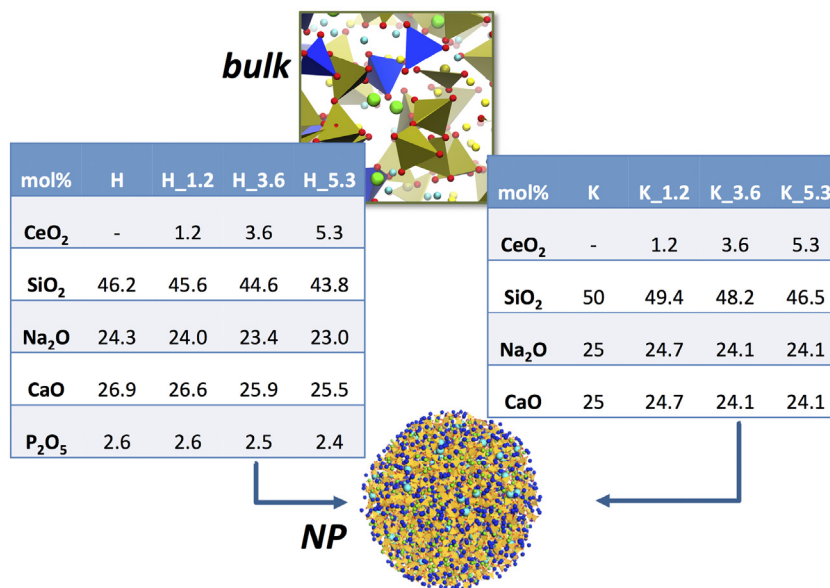 bulk
mol% H H_1.2 H_3.6 H_5.3
CeO₂ - 1.2 3.6 5.3
SiO₂ 46.2 45.6 44.6 43.8
Na₂O 24.3 24.0 23.4 23.0
CaO 26.9 26.6 25.9 25.5
P₂O₅ 2.6 2.6 2.5 2.4
mol% K K_1.2 K_3.6 K_5.3
CeO₂ - 1.2 3.6 5.3
SiO₂ 50 49.4 48.2 46.5
Na₂O 25 24.7 24.1 24.1
CaO 25 24.7 24.1 24.1
NP